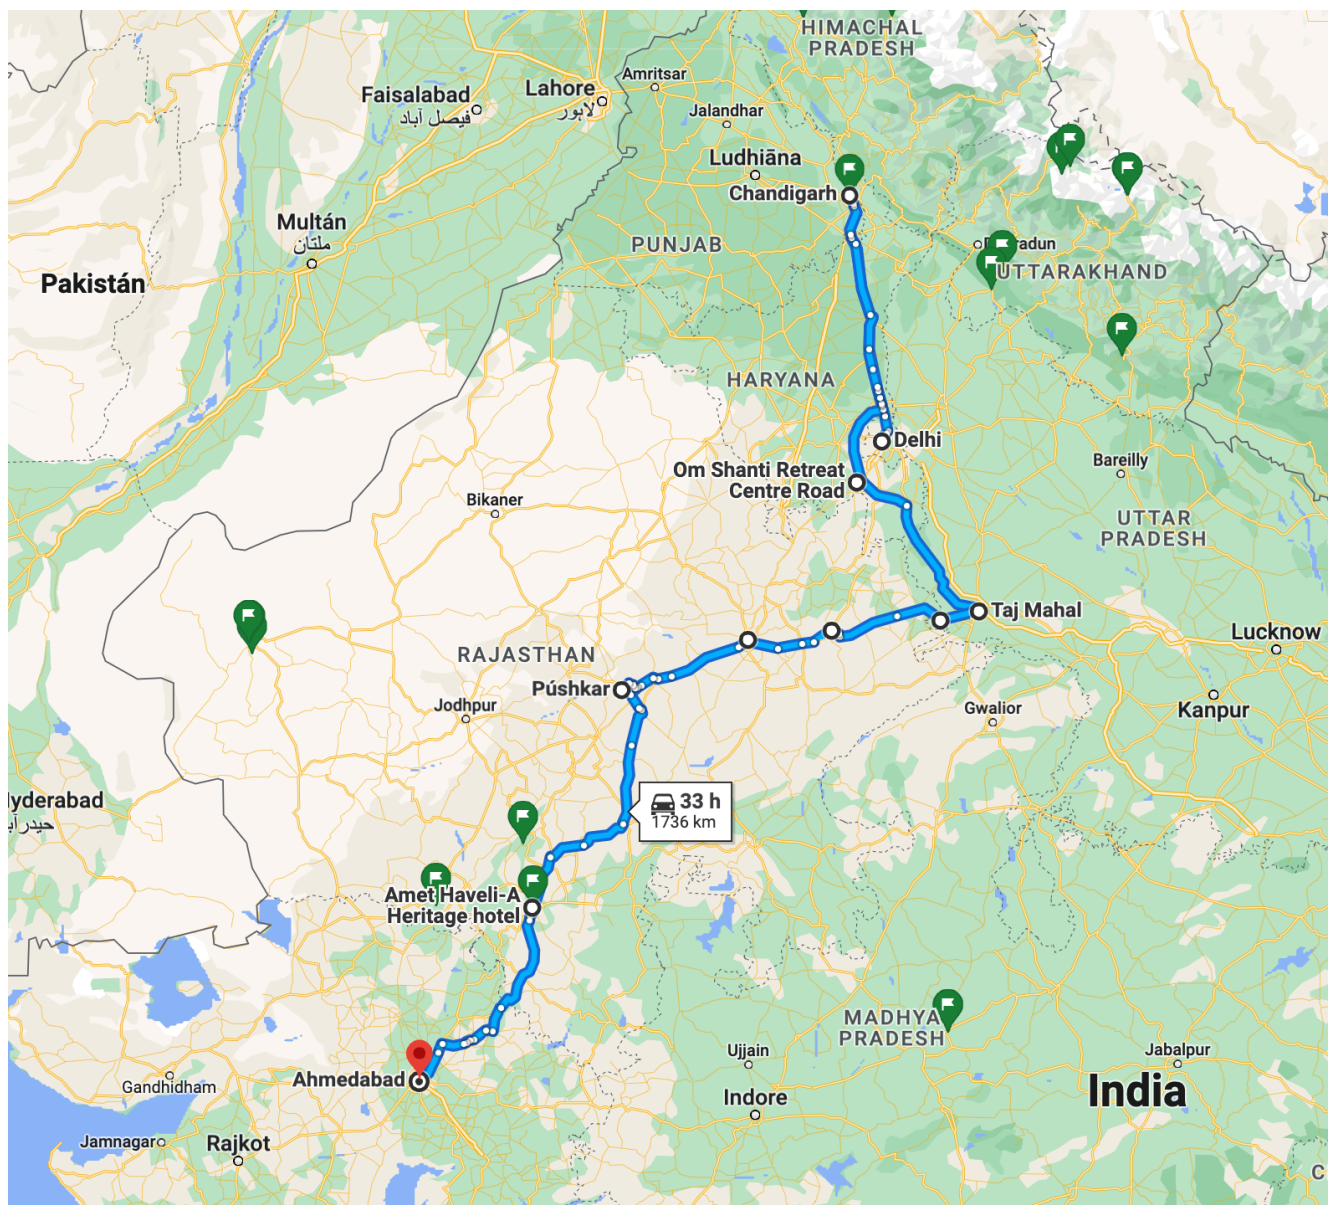 HIMACHAL
PRADESH
Amritsar
Lahore
لاہور
Faisalabad
فیصل آباد
Jalandhar
Ludhiāna
Chandigarh
Multán
ملتان
PUNJAB
Pakistán
UTTARAKHAND
HARYANA
Delhi
Bareilly
Om Shanti Retreat
Centre Road
Bikaner
UTTAR
PRADESH
Taj Mahal
Lucknow
RAJASTHAN
Púshkar
Jodhpur
Gwalior
Kanpur
33 h
1736 km
Amet Haveli-A
Heritage hotel
MADHYA
PRADESH
Ujjain
Jabalpur
Ahmedabad
Gandhidham
India
Indore
Jamnagar
Rajkot